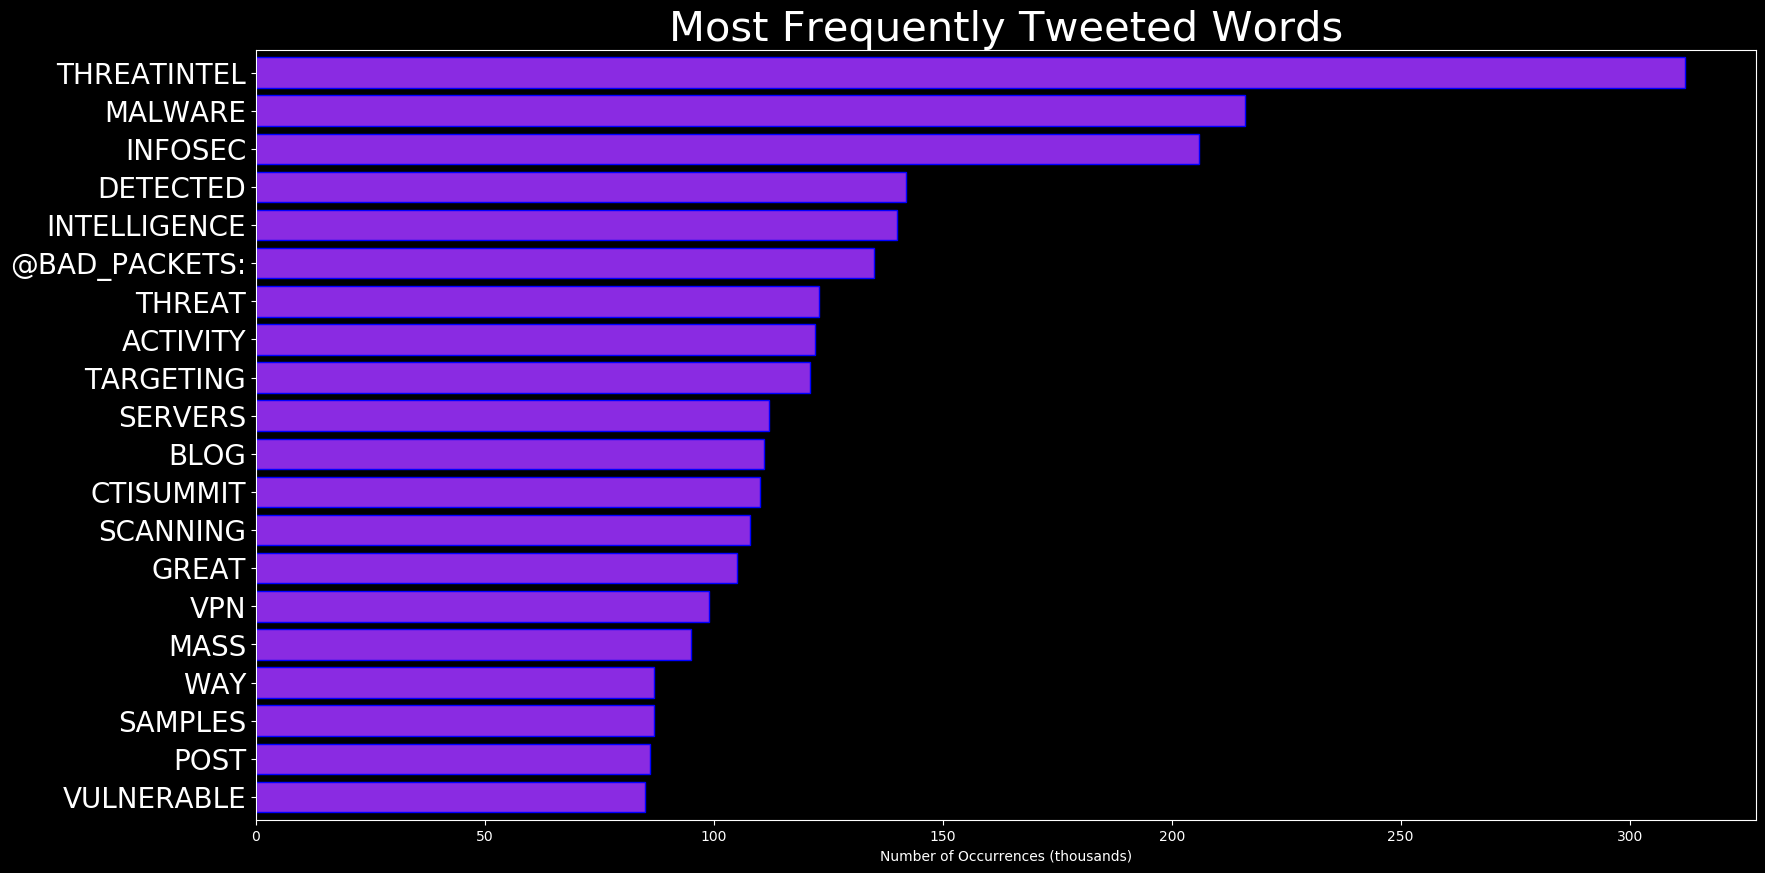 Most Frequently Tweeted Words
THREATINTEL
MALWARE
INFOSEC
DETECTED
INTELLIGENCE
@BAD_PACKETS:
THREAT
ACTIVITY
TARGETING
SERVERS
BLOG
CTISUMMIT
SCANNING
GREAT
VPN
MASS
WAY
SAMPLES
POST
VULNERABLE
0 50 100 150 200 250 300
Number of Occurrences (thousands)